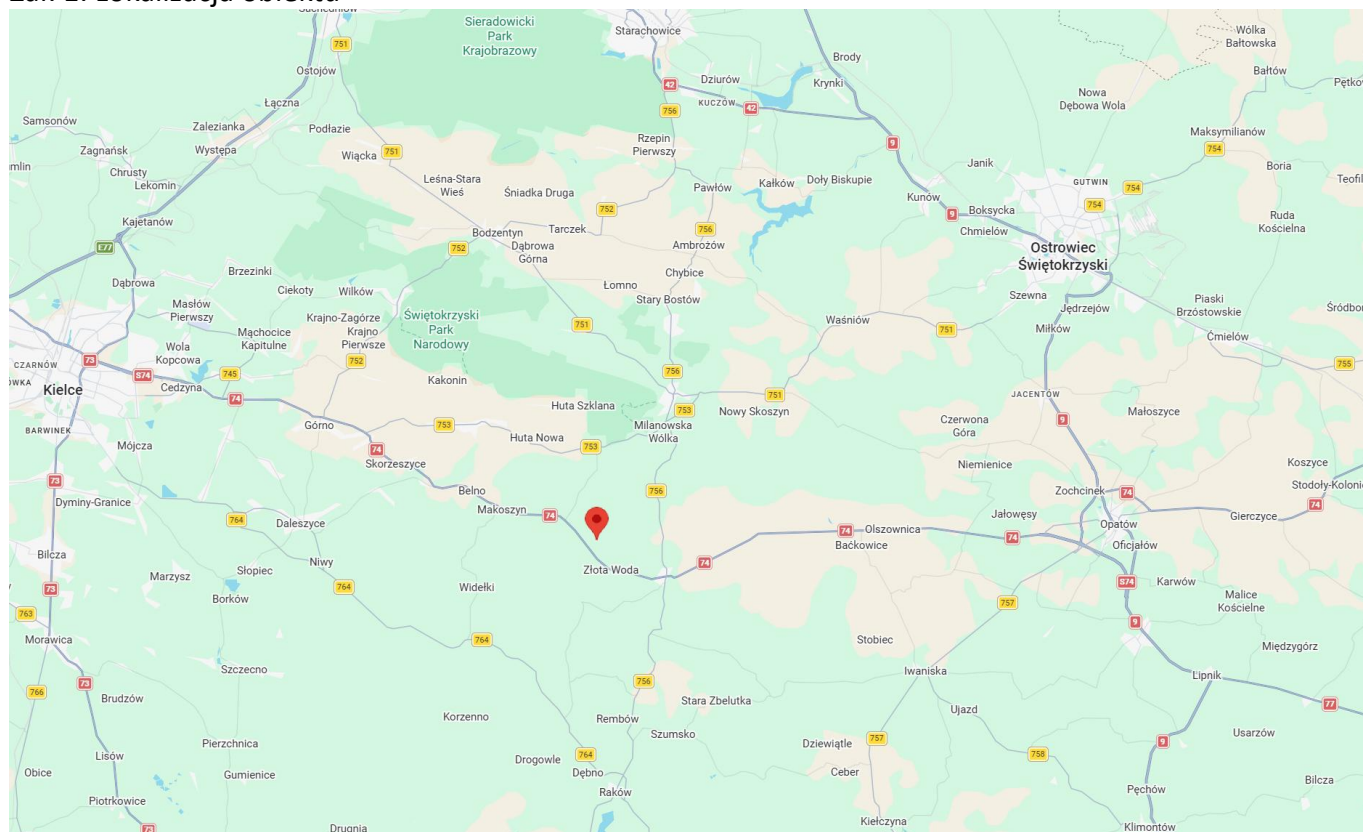 Suchedniów
Sieradowicki
Park
Krajobrazowy
Starachowice
Wólka
Bałtowska
751
Ostojów
Brody
Bałtów
Dziurów
Krynki
42
KUCZÓW
42
Nowa
Dębowa Wola
Łączna
756
Samsonów
Zalezianka
Podłazie
Maksymilianów
Rzepin
Pierwszy
9
754
Zagnańsk
Występa
Wiącka
751
Janik
Boria
Chrusty
Lekomin
Leśna-Stara
Wieś
Śniadka Druga
Pawłów
Kałków
Doły Biskupie
GUTWIN
754
Kunów
754
752
9
Boksycka
Ruda
Kościelna
Kajetanów
756
Chmielów
Bodzentyn
Tarczek
E77
752
Dąbrowa
Górna
Ambrożów
Ostrowiec
Świętokrzyski
Brzezinki
Chybice
Dąbrowa
Ciekoty
Wilków
Łomno
Stary Bostów
Szewna
Masłów
Pierwszy
Piaski
Brzóstowskie
Krajno-Zagórze
Świętokrzyski
Park
Narodowy
Jędrzejów
Waśniów
751
Miłków
Mąchocice
Kapitulne
Krajno
Pierwsze
751
Ćmielów
CZARNÓW
73
Wola
Kopcowa
752
755
S74
745
756
Kielce
Cedzyna
Kakonin
74
751
JACENTÓW
Huta Szklana
753
Nowy Skoszyn
Małoszyce
Górno
753
Milanowska
Wólka
Czerwona
Góra
9
BARWINEK
Huta Nowa
753
Mójcza
74
Skorzeszyce
Niemienice
Koszyce
73
Belno
756
Zochcinek
74
Dyminy-Granice
Makoszyn
74
Jałowęsy
74
764
Daleszyce
Opatów
Gierczyce
74
Olszownica
74
Baćkowice
Oficjałów
Bilcza
Niwy
74
Słopiec
Złota Woda
S74
Karwów
Marzysz
764
Widełki
73
Borków
757
Malice
Kościelne
763
9
Morawica
764
Stobiec
Międzygórz
Szczecno
Iwaniska
Lipnik
73
756
766
Brudzów
Stara Zbelutka
77
Korzenno
Rembów
Ujazd
Szumsko
Usarzów
Pierzchnica
Dziewiątle
757
9
Lisów
Drogowle
764
758
Obice
Gumienice
Dębno
Ceber
Bilcza
Raków
Pęchów
Piotrkowice
Kiełczyna
73
Drugnia
Klimontów